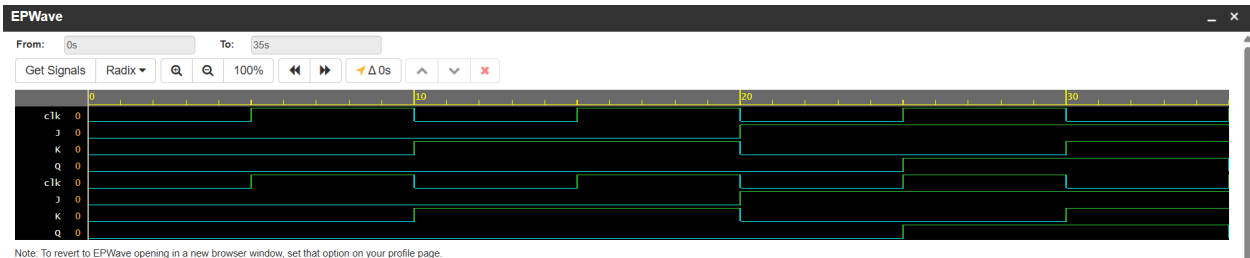 EPWave
From: 0s To: 35s
Get Signals Radix 100% Δ 0s
0 10 20 30
clk 0
J 0
K 0
Q 0
clk 0
J 0
K 0
Q 0
Note: To revert to EPWave opening in a new browser window, set that option on your profile page.